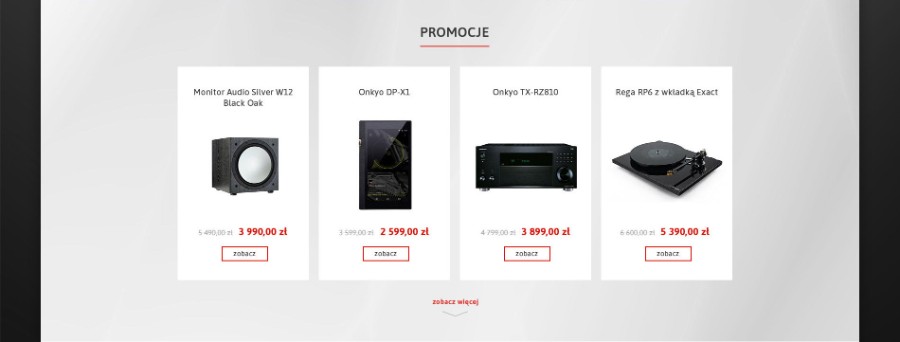 PROMOCJE
Monitor Audio Silver W12
Black Oak
5 490,00 zł 3 990,00 zł
zobacz
Onkyo DP-X1
3 599,00 zł 2 599,00 zł
zobacz
Onkyo TX-RZ810
4 799,00 zł 3 899,00 zł
zobacz
Rega RP6 z wkładką Exact
6 600,00 zł 5 390,00 zł
zobacz
zobacz więcej